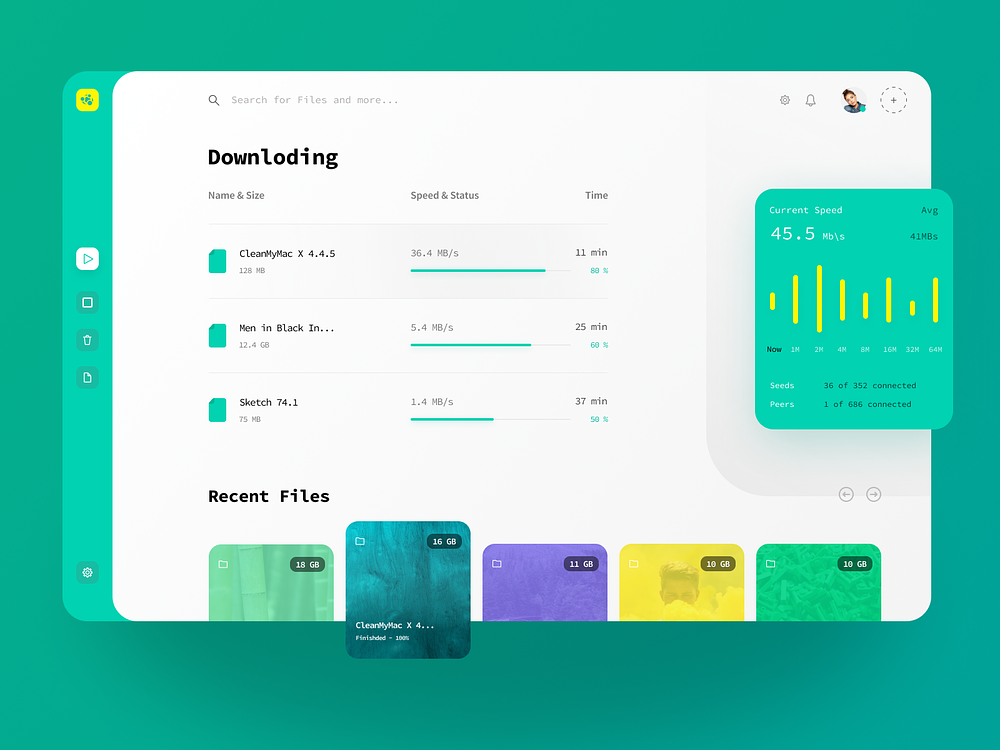 Search for Files and more...
+
Downloding
Name & Size Speed & Status Time
CleanMyMac X 4.4.5 36.4 MB/s 11 min
128 MB 80 %
Men in Black In... 5.4 MB/s 25 min
12.4 GB 60 %
Sketch 74.1 1.4 MB/s 37 min
75 MB 50 %
Current Speed Avg
45.5 Mb\s 41MBs
Now 1M 2M 4M 8M 16M 32M 64M
Seeds 36 of 352 connected
Peers 1 of 686 connected
Recent Files
18 GB
16 GB
CleanMyMac X 4...
Finishded - 100%
11 GB
10 GB
10 GB